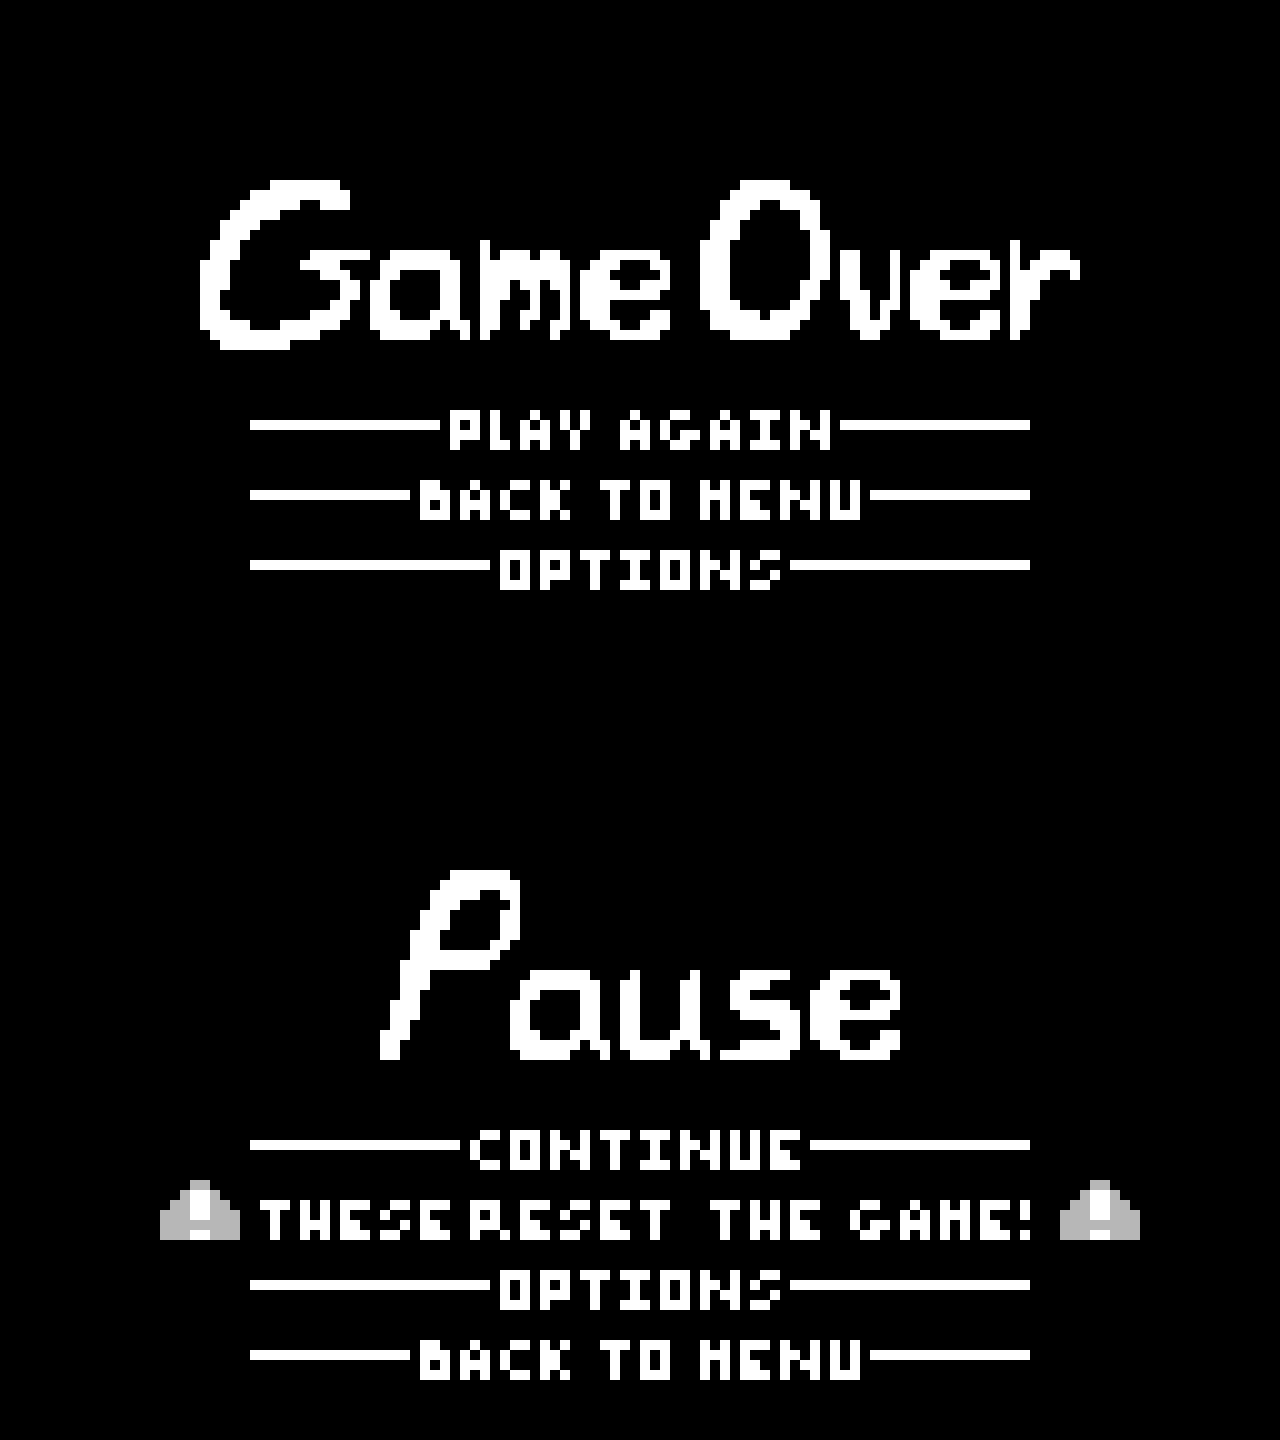 Game Over
PLAY AGAIN
BACK TO MENU
OPTIONS
Pause
CONTINUE
! THESE RESET THE GAME! !
OPTIONS
BACK TO MENU